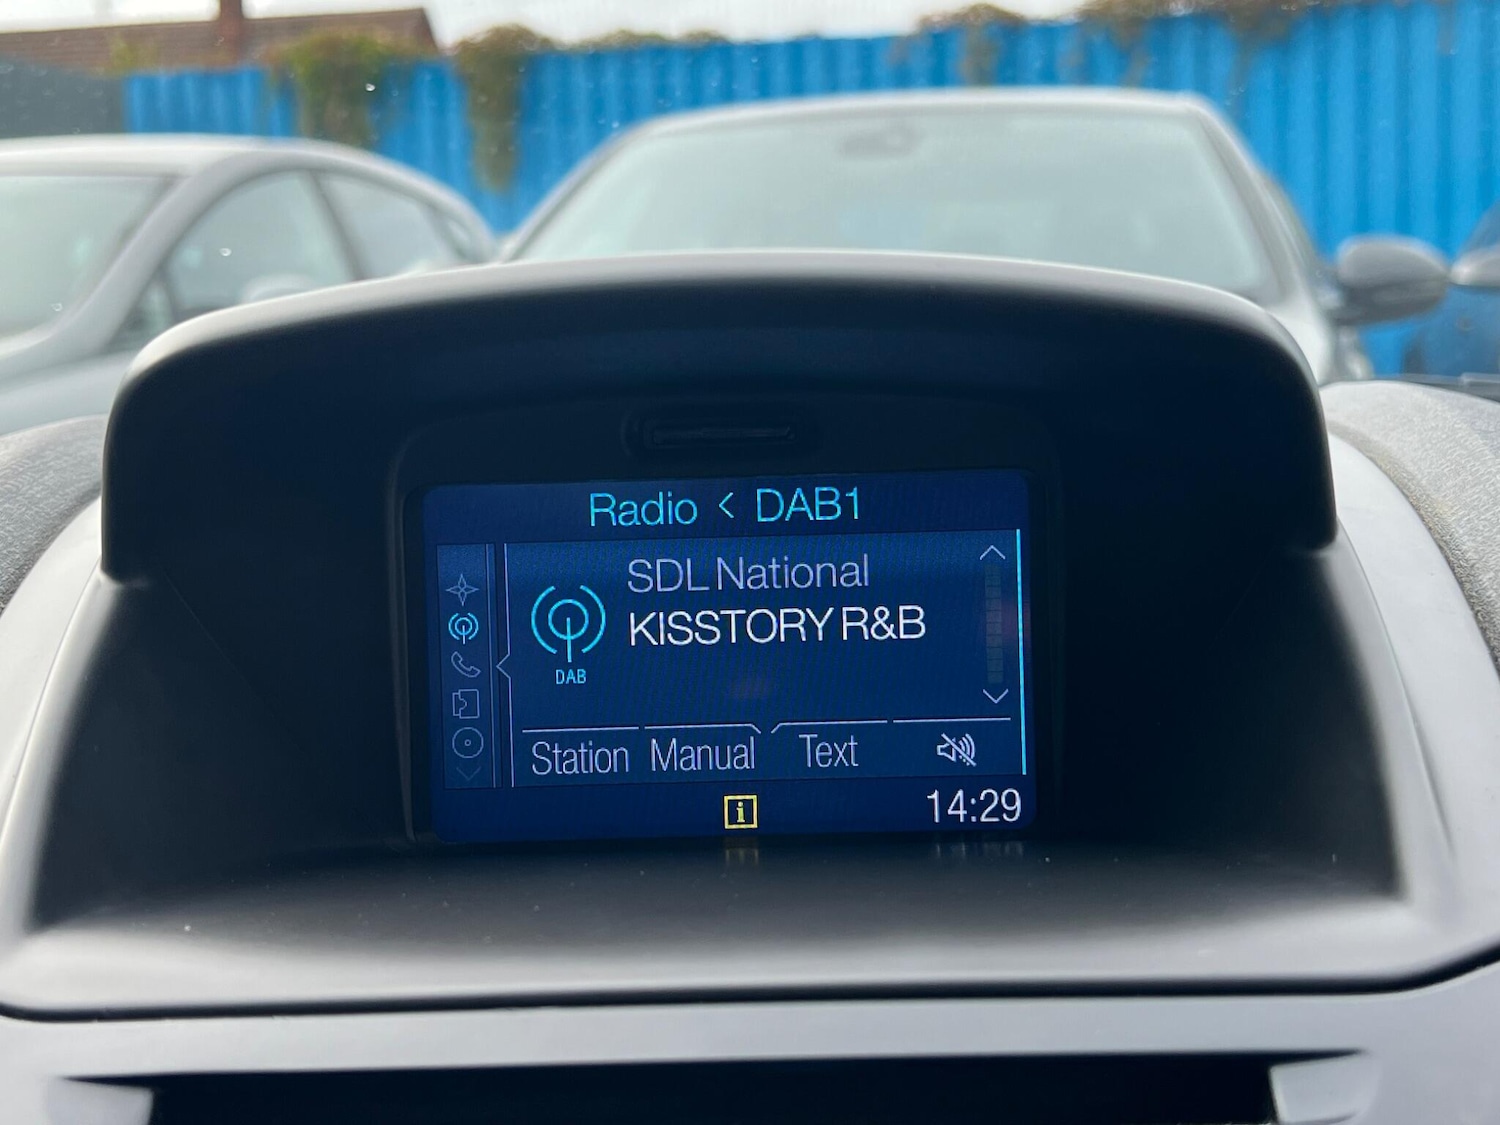 Radio < DAB1
SDL National
KISSTORY R&B
DAB
Station Manual Text
i 14:29